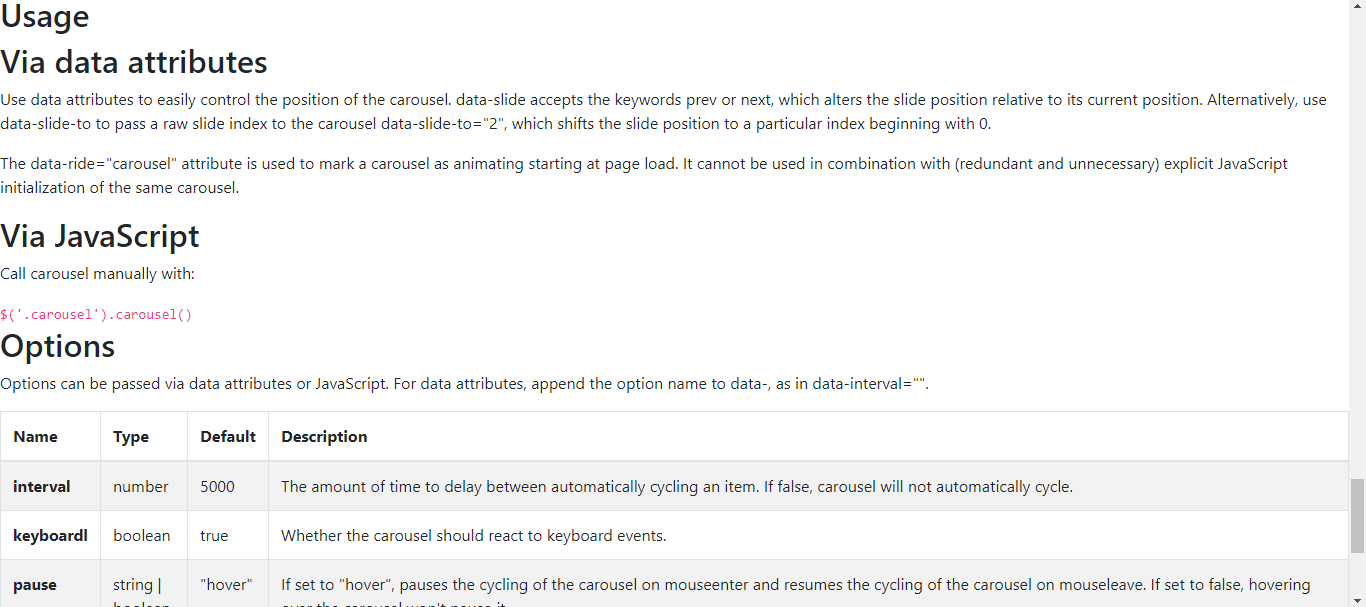 Usage
Via data attributes
Use data attributes to easily control the position of the carousel. data-slide accepts the keywords prev or next, which alters the slide position relative to its current position. Alternatively, use
data-slide-to to pass a raw slide index to the carousel data-slide-to="2", which shifts the slide position to a particular index beginning with 0.
The data-ride="carousel" attribute is used to mark a carousel as animating starting at page load. It cannot be used in combination with (redundant and unnecessary) explicit JavaScript
initialization of the same carousel.
Via JavaScript
Call carousel manually with:
$('.carousel').carousel()
Options
Options can be passed via data attributes or JavaScript. For data attributes, append the option name to data-, as in data-interval="".
Name Type Default Description
interval number 5000 The amount of time to delay between automatically cycling an item. If false, carousel will not automatically cycle.
keyboardl boolean true Whether the carousel should react to keyboard events.
pause string | "hover" If set to "hover", pauses the cycling of the carousel on mouseenter and resumes the cycling of the carousel on mouseleave. If set to false, hovering
boolean over the carousel won't pause it.